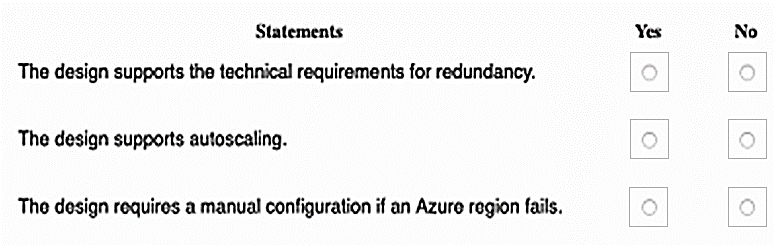 Statements Yes No
The design supports the technical requirements for redundancy.
The design supports autoscaling.
The design requires a manual configuration if an Azure region fails.